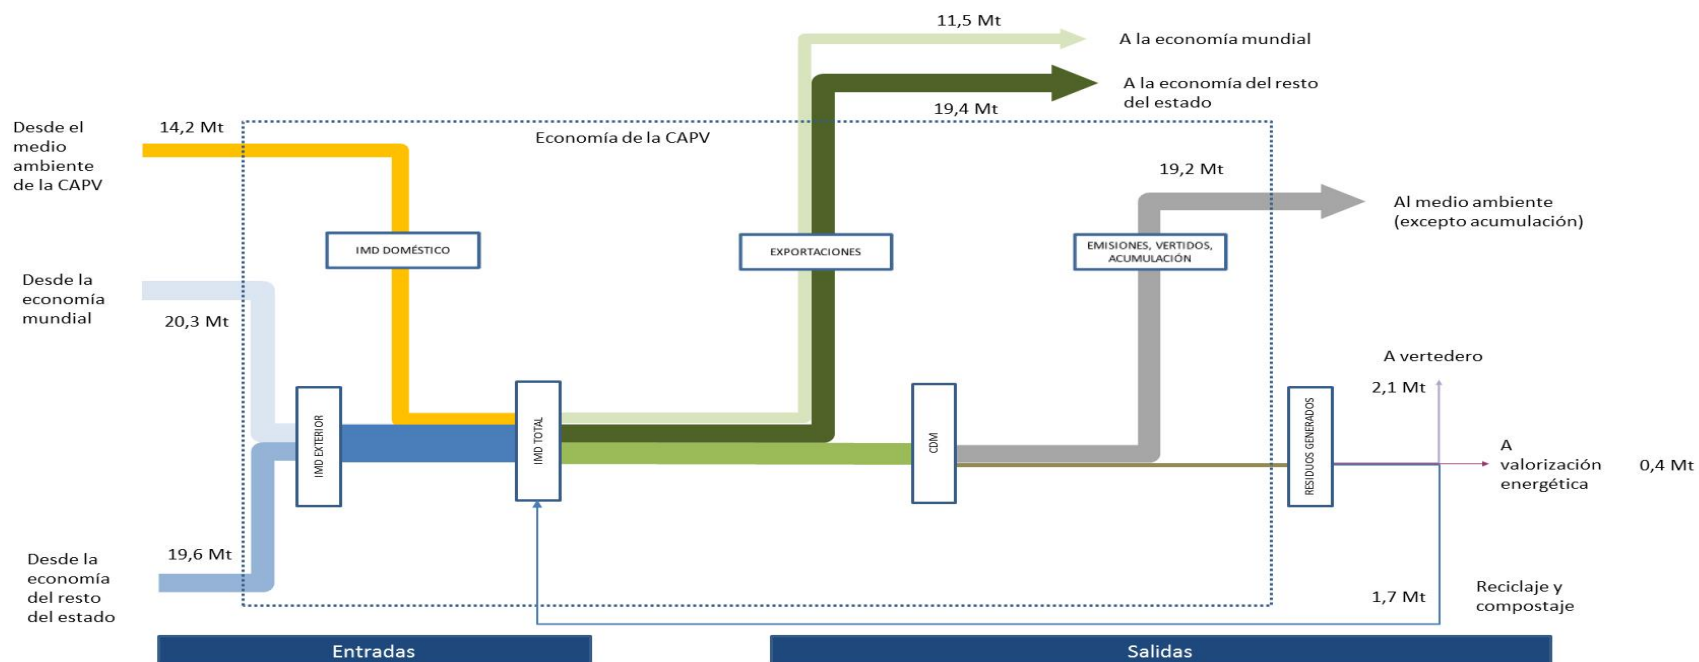 11,5 Mt
A la economía mundial
A la economía del resto
del estado
19,4 Mt
Desde el
medio
ambiente
de la CAPV
14,2 Mt
Economía de la CAPV
19,2 Mt
Al medio ambiente
(excepto acumulación)
IMD DOMÉSTICO
EXPORTACIONES
EMISIONES, VERTIDOS,
ACUMULACIÓN
Desde la
economía
mundial
20,3 Mt
A vertedero
2,1 Mt
IMD EXTERIOR
IMD TOTAL
CDM
RESIDUOS GENERADOS
A
valorización
energética
0,4 Mt
19,6 Mt
Desde la
economía
del resto
del estado
1,7 Mt
Reciclaje y
compostaje
Entradas
Salidas